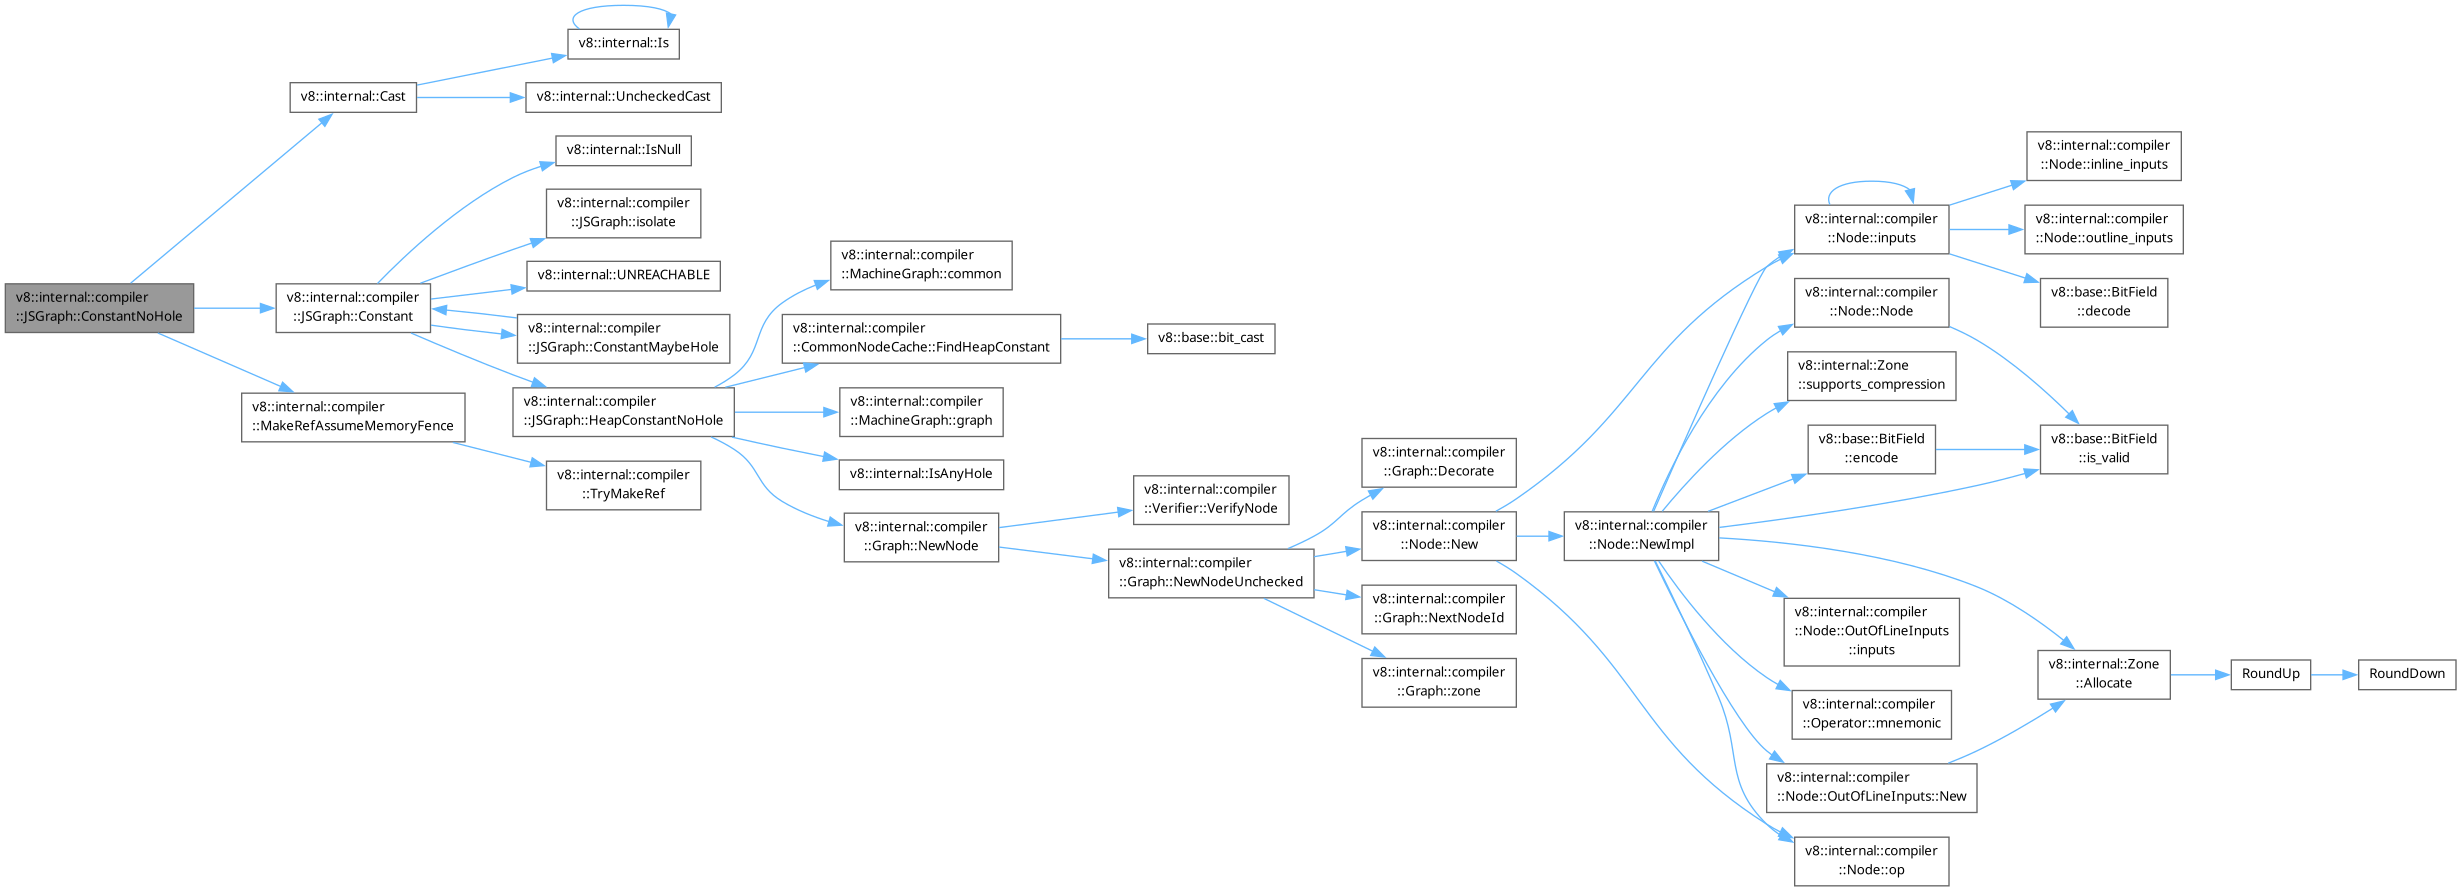 v8::internal::compiler
::JSGraph::ConstantNoHole
v8::internal::Cast
v8::internal::Is
v8::internal::UncheckedCast
v8::internal::compiler
::JSGraph::Constant
v8::internal::IsNull
v8::internal::compiler
::JSGraph::isolate
v8::internal::UNREACHABLE
v8::internal::compiler
::JSGraph::ConstantMaybeHole
v8::internal::compiler
::JSGraph::HeapConstantNoHole
v8::internal::compiler
::MakeRefAssumeMemoryFence
v8::internal::compiler
::TryMakeRef
v8::internal::compiler
::MachineGraph::common
v8::internal::compiler
::CommonNodeCache::FindHeapConstant
v8::base::bit_cast
v8::internal::compiler
::MachineGraph::graph
v8::internal::IsAnyHole
v8::internal::compiler
::Graph::NewNode
v8::internal::compiler
::Verifier::VerifyNode
v8::internal::compiler
::Graph::NewNodeUnchecked
v8::internal::compiler
::Graph::Decorate
v8::internal::compiler
::Node::New
v8::internal::compiler
::Graph::NextNodeId
v8::internal::compiler
::Graph::zone
v8::internal::compiler
::Node::NewImpl
v8::internal::compiler
::Node::inputs
v8::internal::compiler
::Node::inline_inputs
v8::internal::compiler
::Node::outline_inputs
v8::base::BitField
::decode
v8::internal::compiler
::Node::Node
v8::internal::Zone
::supports_compression
v8::base::BitField
::encode
v8::base::BitField
::is_valid
v8::internal::compiler
::Node::OutOfLineInputs
::inputs
v8::internal::compiler
::Operator::mnemonic
v8::internal::compiler
::Node::OutOfLineInputs::New
v8::internal::compiler
::Node::op
v8::internal::Zone
::Allocate
RoundUp
RoundDown